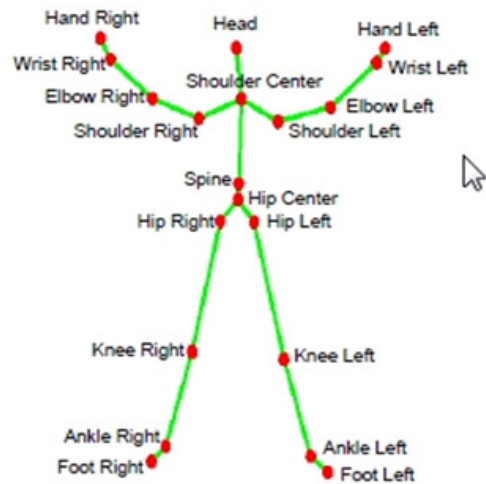 Hand Right
Head
Hand Left
Wrist Right
Wrist Left
Shoulder Center
Elbow Right
Elbow Left
Shoulder Right
Shoulder Left
Spine
Hip Center
Hip Right
Hip Left
Knee Right
Knee Left
Ankle Right
Ankle Left
Foot Right
Foot Left